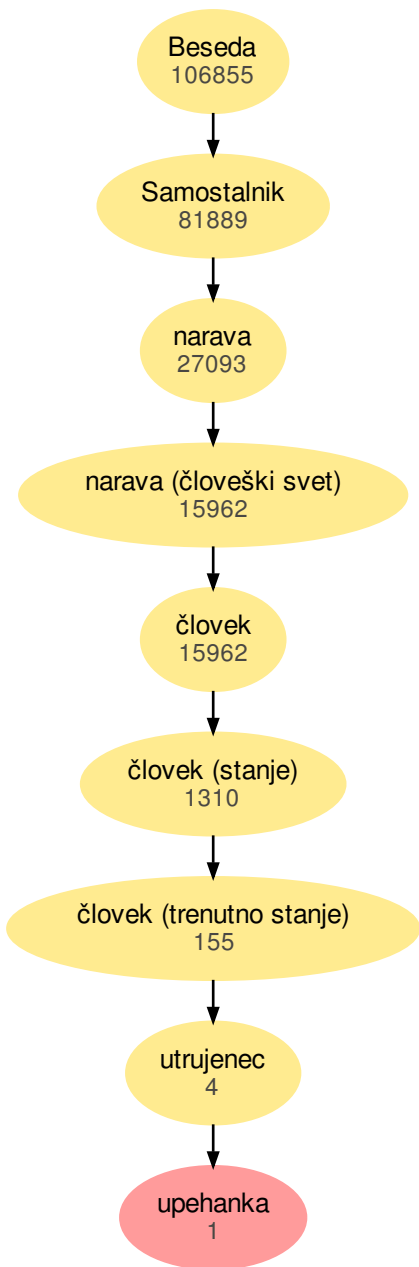 Beseda
106855
Samostalnik
81889
narava
27093
narava (človeški svet)
15962
človek
15962
človek (stanje)
1310
človek (trenutno stanje)
155
utrujenec
4
upehanka
1